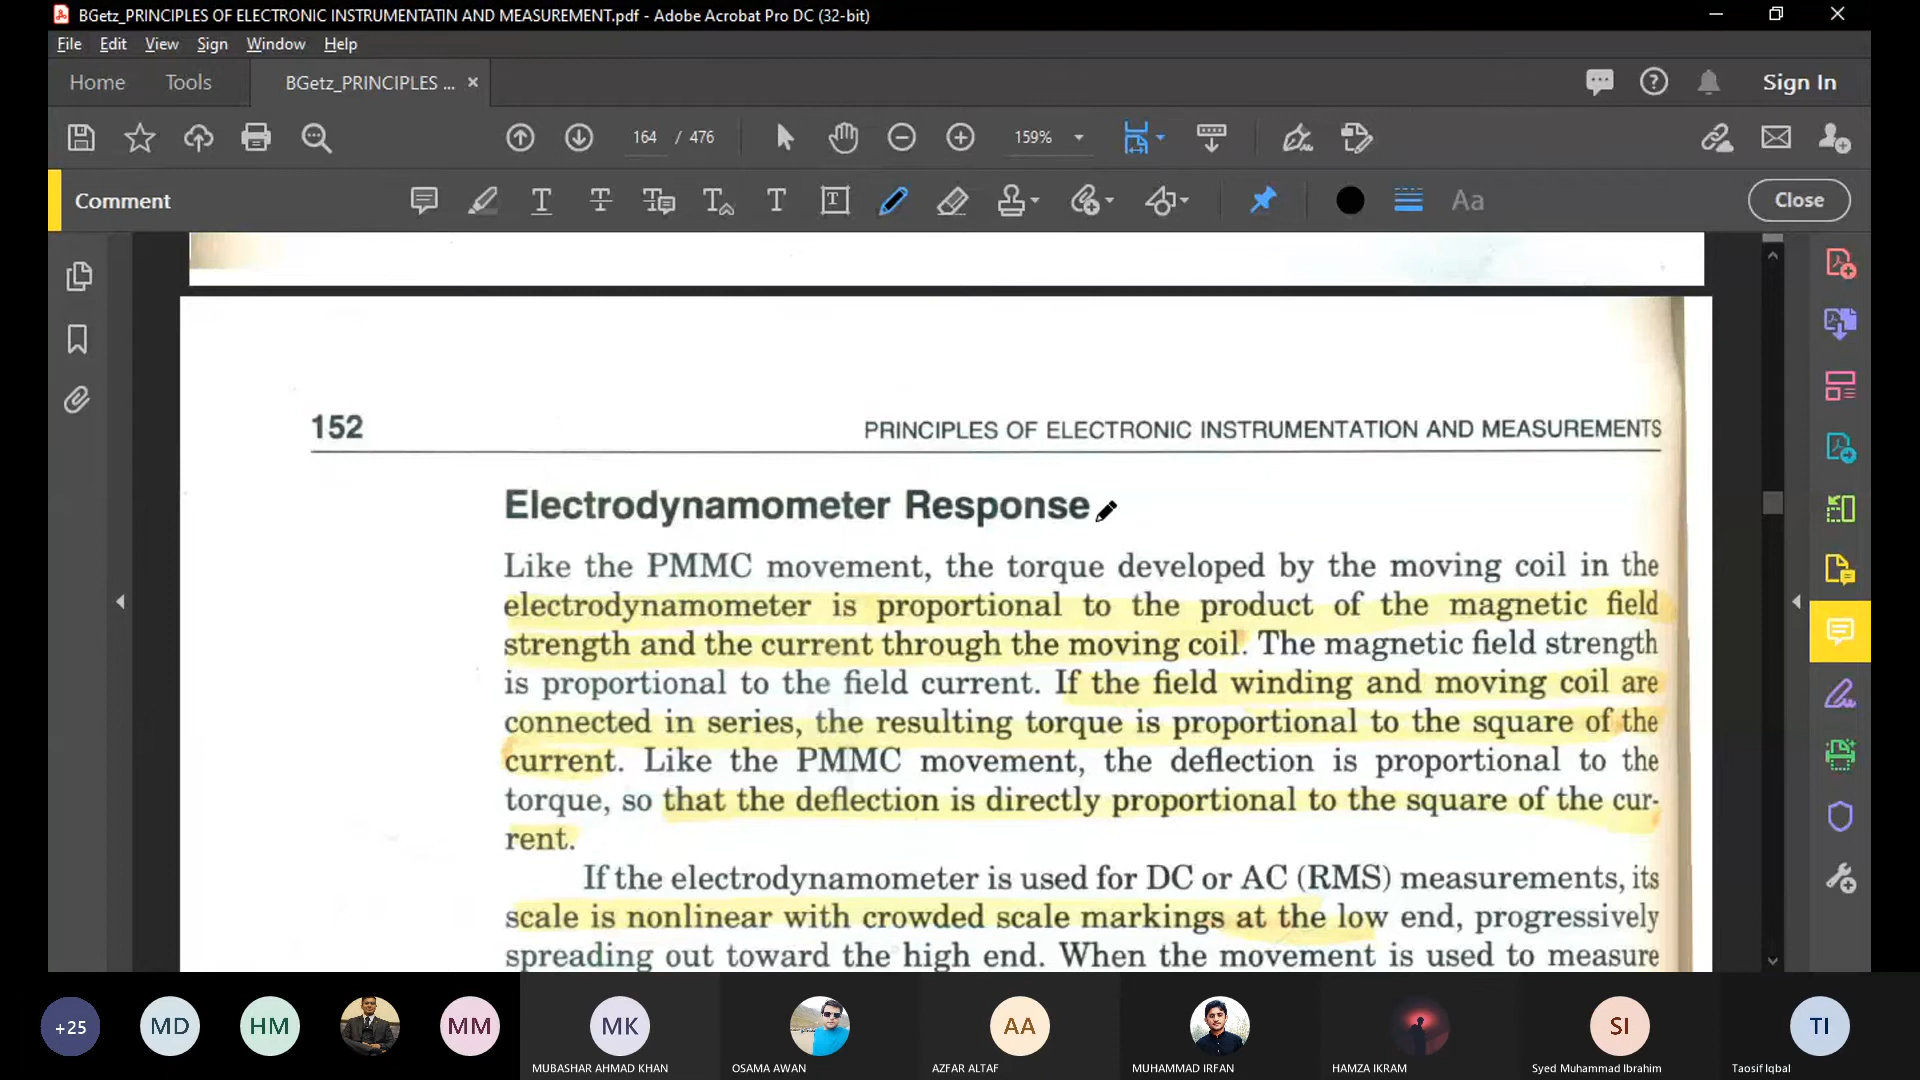 BGetz_PRINCIPLES OF ELECTRONIC INSTRUMENTATIN AND MEASUREMENT.pdf - Adobe Acrobat Pro DC (32-bit)
File Edit View Sign Window Help
Home Tools BGetz_PRINCIPLES ... × Sign In
164 / 476 159%
Comment Aa Close
152 PRINCIPLES OF ELECTRONIC INSTRUMENTATION AND MEASUREMENTS
Electrodynamometer Response
Like the PMMC movement, the torque developed by the moving coil in the
electrodynamometer is proportional to the product of the magnetic field
strength and the current through the moving coil. The magnetic field strength
is proportional to the field current. If the field winding and moving coil are
connected in series, the resulting torque is proportional to the square of the
current. Like the PMMC movement, the deflection is proportional to the
torque, so that the deflection is directly proportional to the square of the cur-
rent.
If the electrodynamometer is used for DC or AC (RMS) measurements, its
scale is nonlinear with crowded scale markings at the low end, progressively
spreading out toward the high end. When the movement is used to measure
+25 MD HM MM MK AA SI TI
MUBASHAR AHMAD KHAN OSAMA AWAN AZFAR ALTAF MUHAMMAD IRFAN HAMZA IKRAM Syed Muhammad Ibrahim Taosif Iqbal